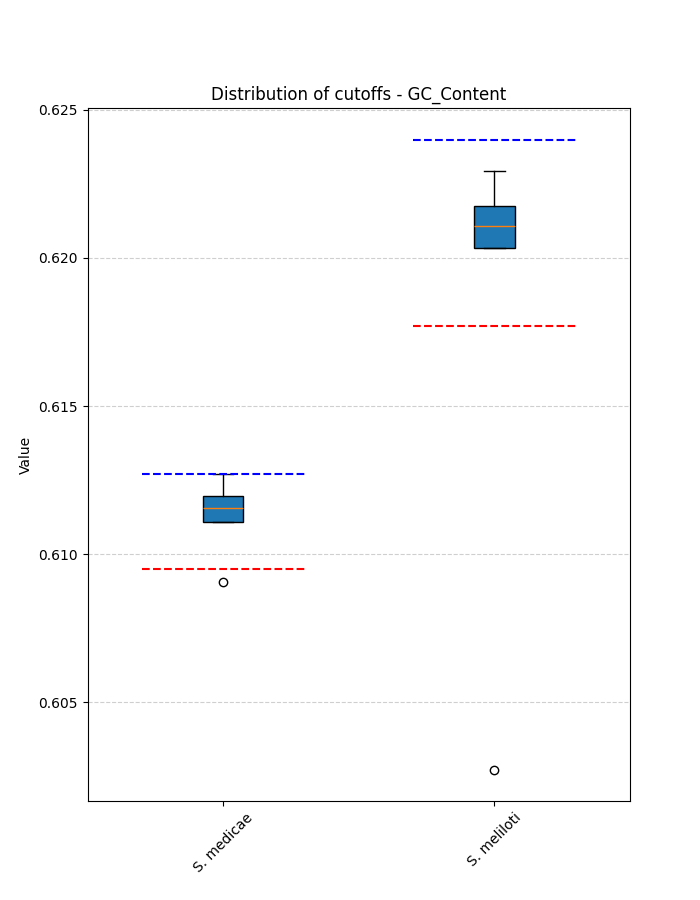 Distribution of cutoffs - GC_Content
0.625
0.620
0.615
0.610
0.605
Value
S. medicae
S. meliloti